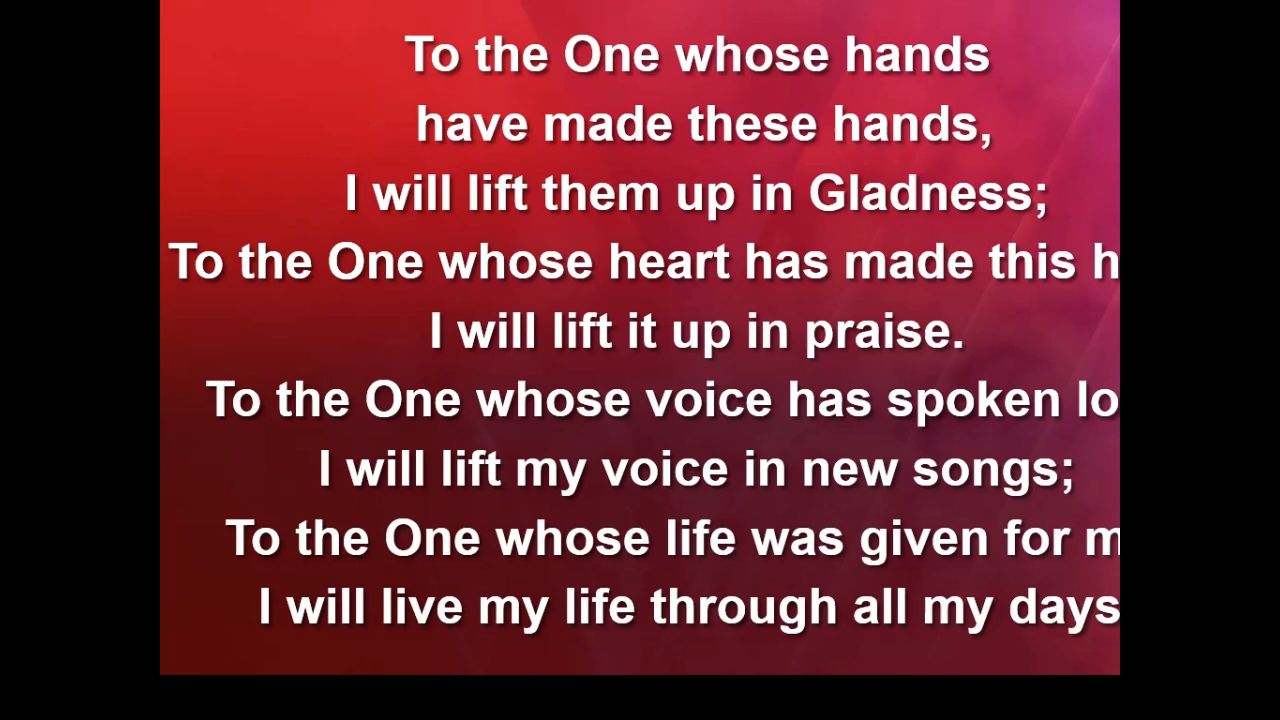 To the One whose hands
have made these hands,
I will lift them up in Gladness;
To the One whose heart has made this
I will lift it up in praise.
To the One whose voice has spoken
I will lift my voice in new songs;
To the One whose life was given for
I will live my life through all my days